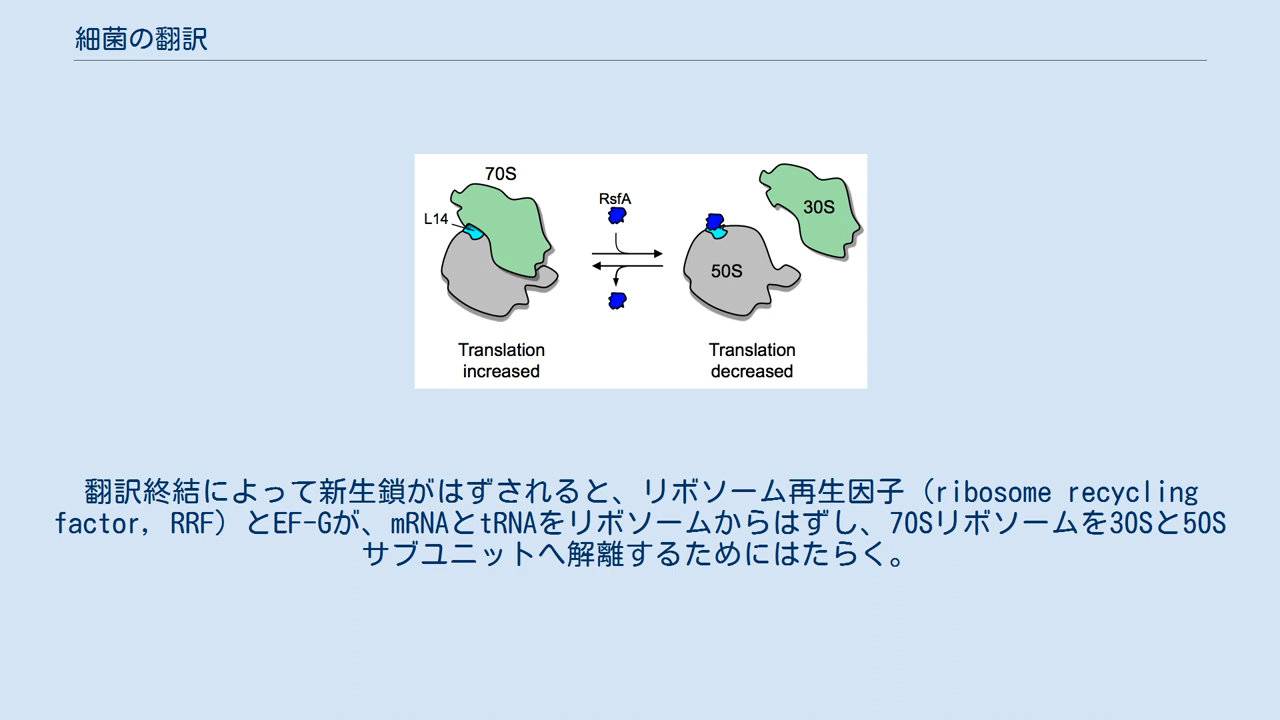 細菌の翻訳
70S
30S
RsfA
L14
50S
Translation increased
Translation decreased
翻訳終結によって新生鎖がはずされると、リボソーム再生因子（ribosome recycling
factor, RRF）とEF-Gが、mRNAとtRNAをリボソームからはずし、70Sリボソームを30Sと50S
サブユニットへ解離するためにはたらく。